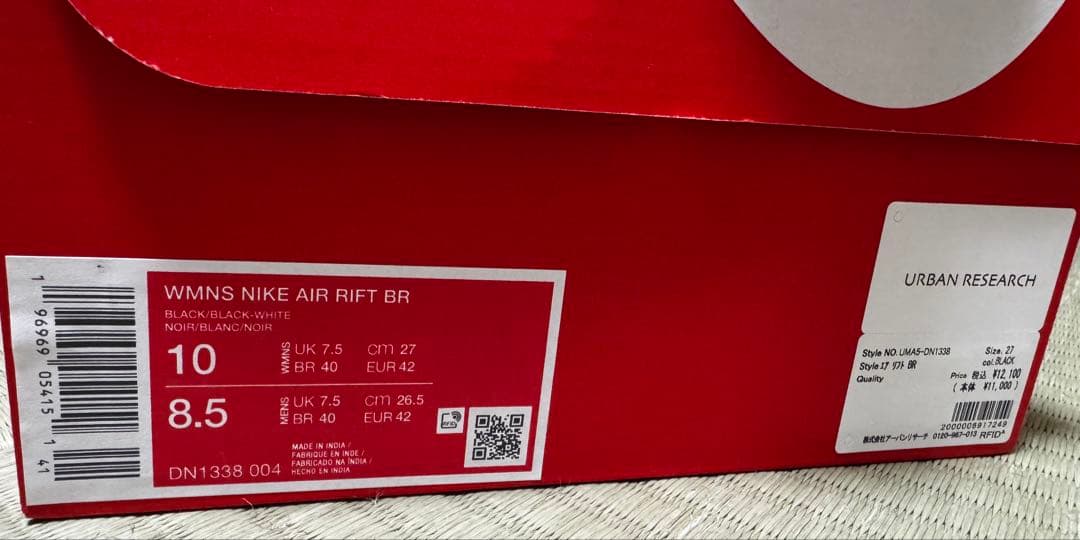 WMNS NIKE AIR RIFT BR
BLACK/BLACK-WHITE
NOIR/BLANC/NOIR
10 WMNS UK 7.5 cm 27
BR 40 EUR 42
8.5 MENS UK 7.5 cm 26.5
BR 40 EUR 42
MADE IN INDIA /
FABRIQUE EN INDE /
FABRICADO NA ÍNDIA /
HECHO EN INDIA
DN1338 004
RFID
1 96969 05415 1 41
URBAN RESEARCH
Style NO. UMA5-DN1338 Size. 27
col. BLACK
Style エア リフト BR
Price 税込 ¥12,100
Quality
( 本体 ¥11,000 )
2000006917249
株式会社アーバンリサーチ 0120-967-013 RFID